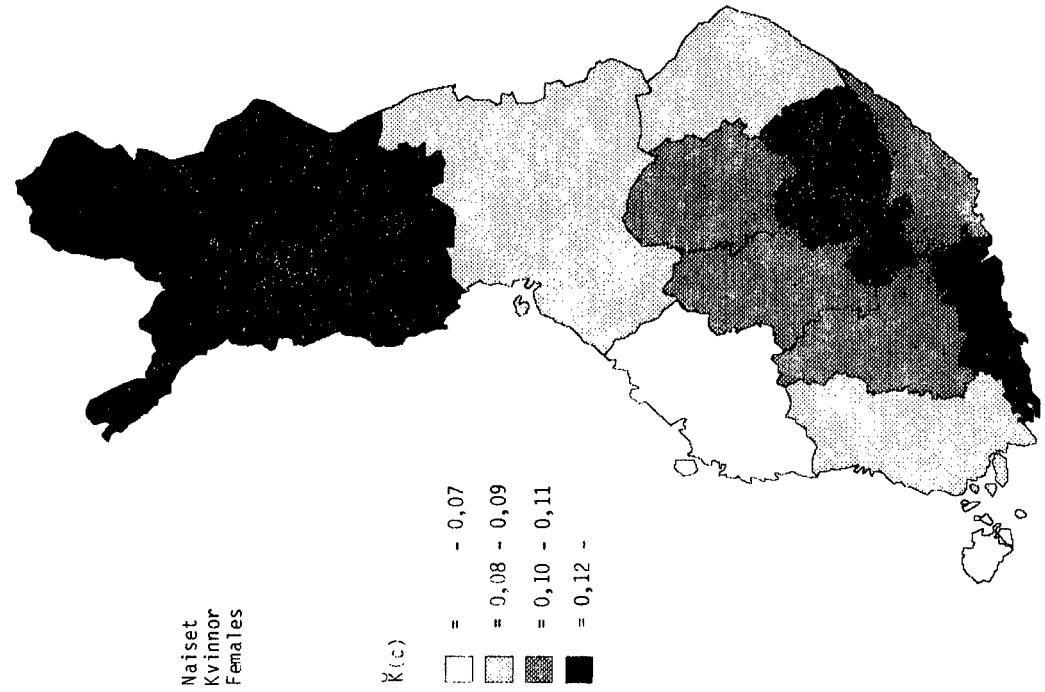 Naiset
Kvinnor
Females
K̆(c)
= - 0,07
= 0,08 - 0,09
= 0,10 - 0,11
= 0,12 -